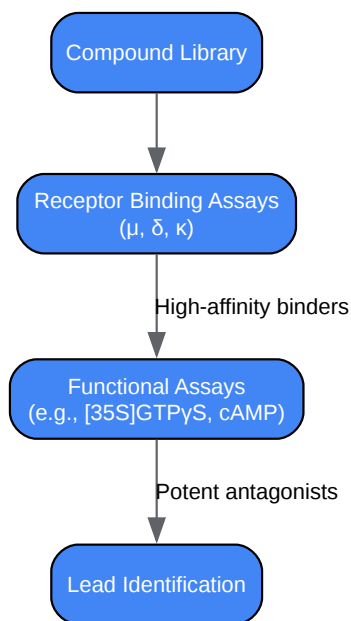 Compound Library
Receptor Binding Assays
(μ, δ, κ)
High-affinity binders
Functional Assays
(e.g., [35S]GTPγS, cAMP)
Potent antagonists
Lead Identification